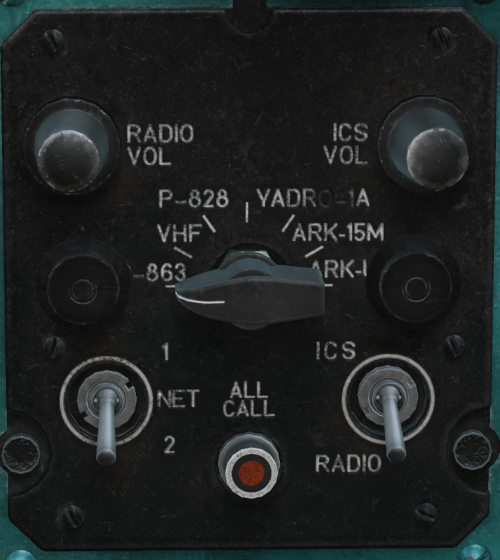 RADIO
VOL
ICS
VOL
P-828
YADRO-1A
VHF
ARK-15M
-863
1
ICS
NET
ALL
CALL
2
RADIO